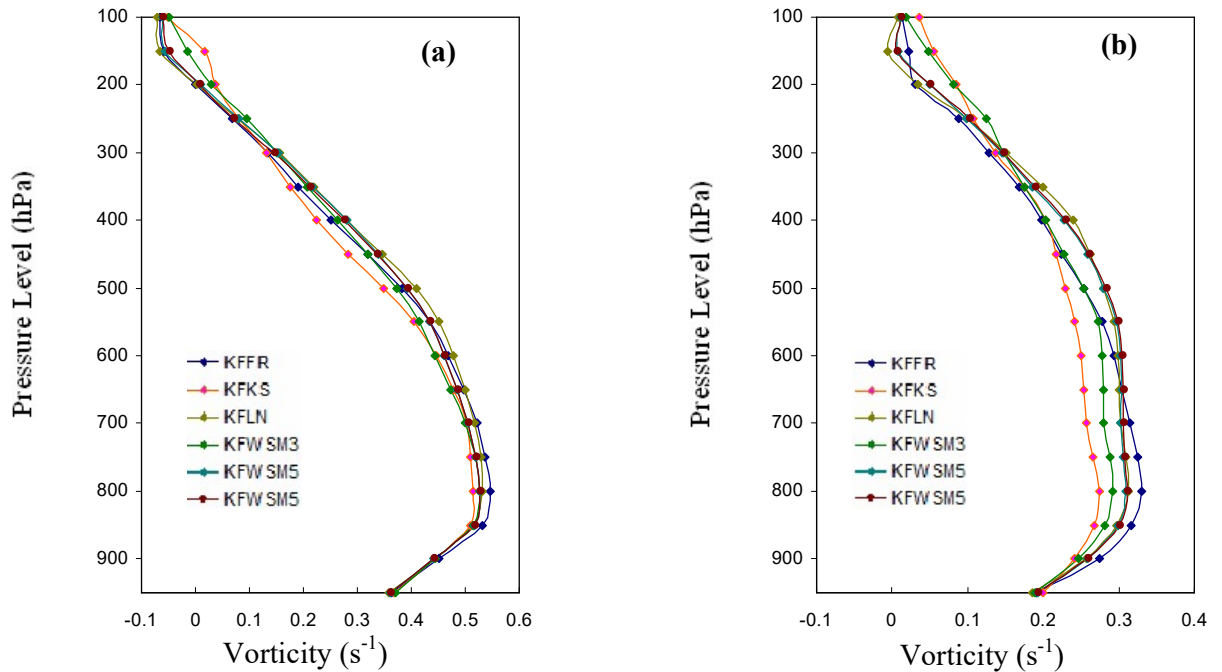 (a)
Pressure Level (hPa)
100
200
300
400
500
600
700
800
900
KFFR
KFKS
KFLN
KFWSM3
KFWSM5
KFWSM5
-0.1 0 0.1 0.2 0.3 0.4 0.5 0.6
Vorticity (s-1)
(b)
Pressure Level (hPa)
100
200
300
400
500
600
700
800
900
KFFR
KFKS
KFLN
KFWSM3
KFWSM5
KFWSM5
-0.1 0 0.1 0.2 0.3 0.4
Vorticity (s-1)